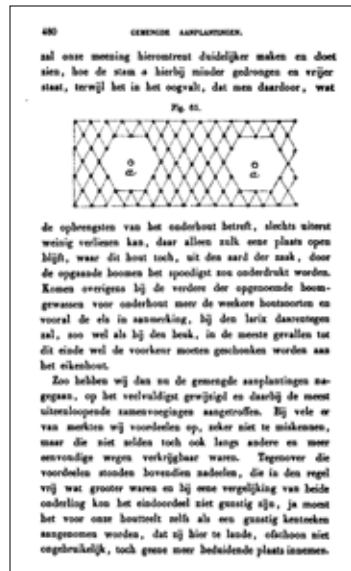 480 GEMENGDE AANPLANTINGEN.
zal onze meening hieromtrent duidelijker maken en doet
zien, hoe de stam a hierbij minder gedrongen en vrijer
staat, terwijl het in het oogvalt, dat men daardoor, wat
Fig. 61.
a a
de opbrengsten van het onderhout betreft, slechts uiterst
weinig verliezen kan, daar alleen zulk eene plaats open
blijft, waar dit hout toch, uit den aard der zaak, door
de opgaande boomen het spoedigst zou onderdrukt worden.
Komen overigens bij de verdere der opgenoemde boom-
gewassen voor onderhout meer de weekere houtsoorten en
vooral de els in aanmerking, bij den larix daarentegen
zal, zoo wel als bij den beuk, in de meeste gevallen tot
dit einde wel de voorkeur moeten geschonken worden aan
het eikenhout.
Zoo hebben wij dan nu de gemengde aanplantingen na-
gegaan, op het veelvuldigst gewijzigd en daarbij de meest
uiteenloopende zamenvoegingen aangetroffen. Bij vele er
van merkten wij voordeelen op, zeker niet te miskennen,
maar die niet zelden toch ook langs andere en meer
eenvoudige wegen verkrijgbaar waren. Tegenover die
voordeelen stonden bovendien nadeelen, die in den regel
vrij wat grooter waren en bij eene vergelijking van beide
onderling kon het eindoordeel niet gunstig zijn, ja moest
het voor onze houtteelt zelfs als een gunstig kenteeken
aangenomen worden, dat zij hier te lande, ofschoon niet
ongebruikelijk, toch geene meer beduidende plaats innemen.